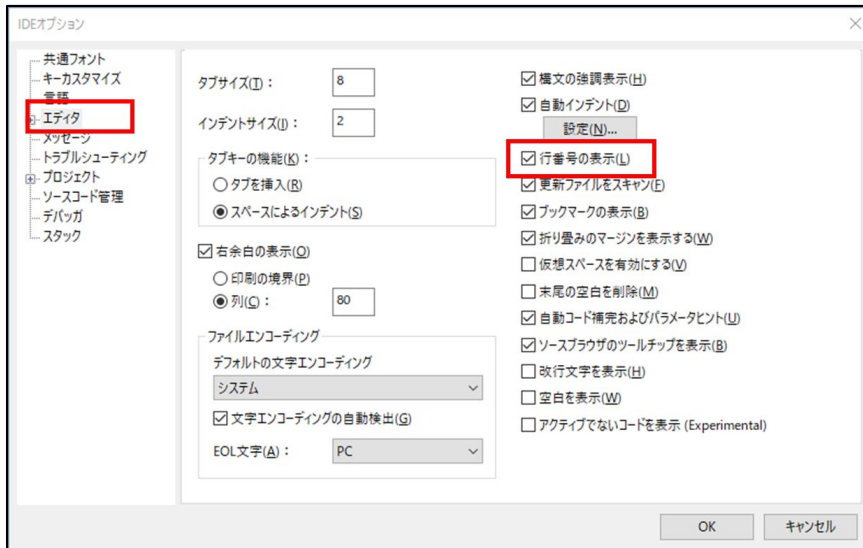 IDEオプション
共通フォント
キーカスタマイズ
言語
エディタ
メッセージ
トラブルシューティング
プロジェクト
ソースコード管理
デバッガ
スタック
タブサイズ(T)：
8
インデントサイズ(I)：
2
タブキーの機能(K)：
タブを挿入(R)
スペースによるインデント(S)
右余白の表示(O)
印刷の境界(P)
列(C)：
80
ファイルエンコーディング
デフォルトの文字エンコーディング
システム
文字エンコーディングの自動検出(G)
EOL文字(A)：
PC
構文の強調表示(H)
自動インデント(D)
設定(N)...
行番号の表示(L)
更新ファイルをスキャン(F)
ブックマークの表示(B)
折り畳みのマージンを表示する(W)
仮想スペースを有効にする(V)
末尾の空白を削除(M)
自動コード補完およびパラメータヒント(U)
ソースブラウザのツールチップを表示(B)
改行文字を表示(H)
空白を表示(W)
アクティブでないコードを表示 (Experimental)
OK
キャンセル